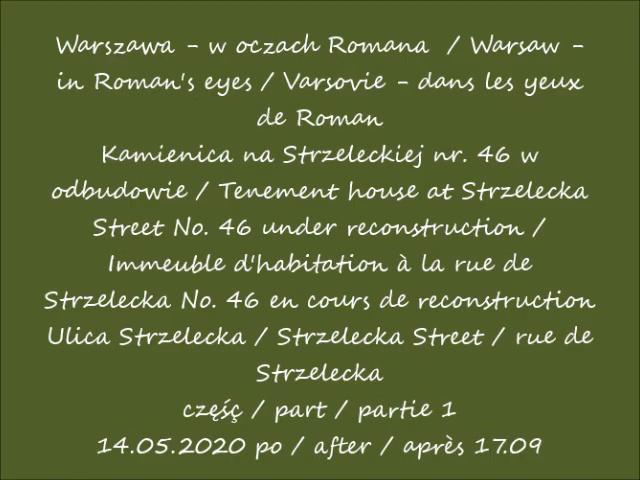 Warszawa - w oczach Romana / Warsaw -
in Roman's eyes / Varsovie - dans les yeux
de Roman
Kamienica na Strzeleckiej nr. 46 w
odbudowie / Tenement house at Strzelecka
Street No. 46 under reconstruction /
Immeuble d'habitation à la rue de
Strzelecka No. 46 en cours de reconstruction
Ulica Strzelecka / Strzelecka Street / rue de
Strzelecka
częśç / part / partie 1
14.05.2020 po / after / après 17.09